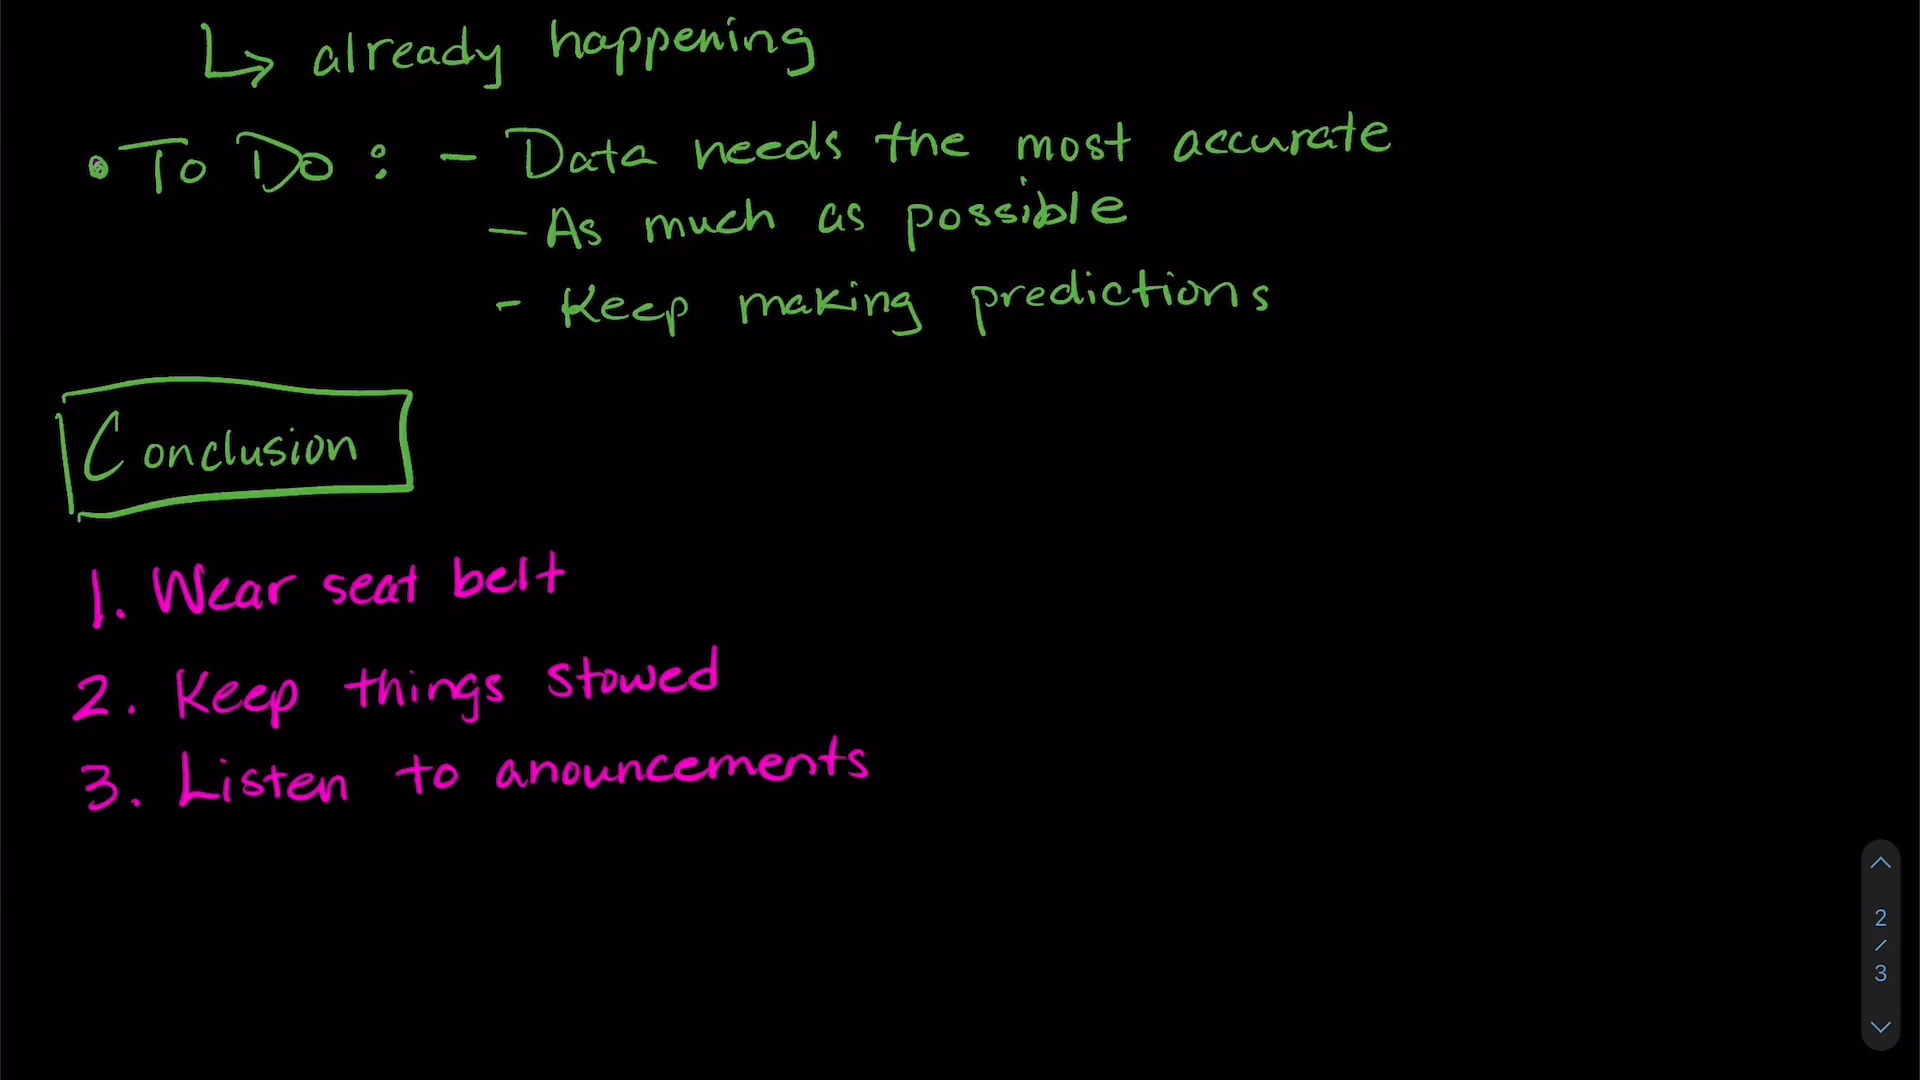 ↳ already happening
• To Do : - Data needs the most accurate
- As much as possible
- Keep making predictions
Conclusion
1. Wear seat belt
2. Keep things stowed
3. Listen to anouncements
2
/
3